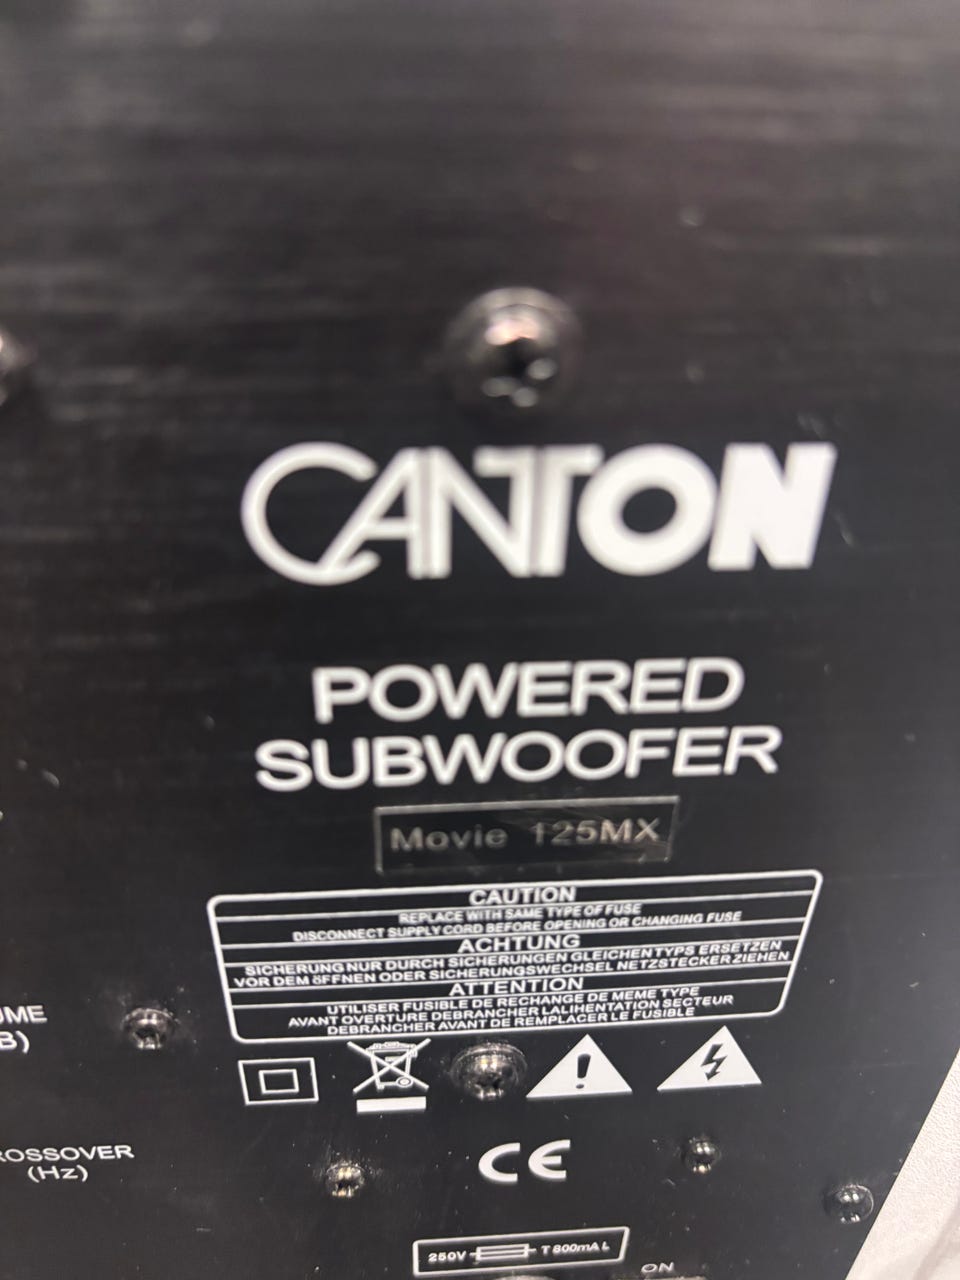 CANTON
POWERED
SUBWOOFER
Movie 125MX
CAUTION
REPLACE WITH SAME TYPE OF FUSE
DISCONNECT SUPPLY CORD BEFORE OPENING OR CHANGING FUSE
ACHTUNG
SICHERUNG NUR DURCH SICHERUNGEN GLEICHEN TYPS ERSETZEN
VOR DEM öFFNEN ODER SICHERUNGSWECHSEL NETZSTECKER ZIEHEN
ATTENTION
UTILISER FUSIBLE DE RECHANGE DE MEME TYPE
AVANT OVERTURE DEBRANCHER LALIHENTATION SECTEUR
DEBRANCHER AVANT DE REMPLACER LE FUSIBLE
UME
B)
CE
ROSSOVER
(Hz)
250V T 800mA L
ON